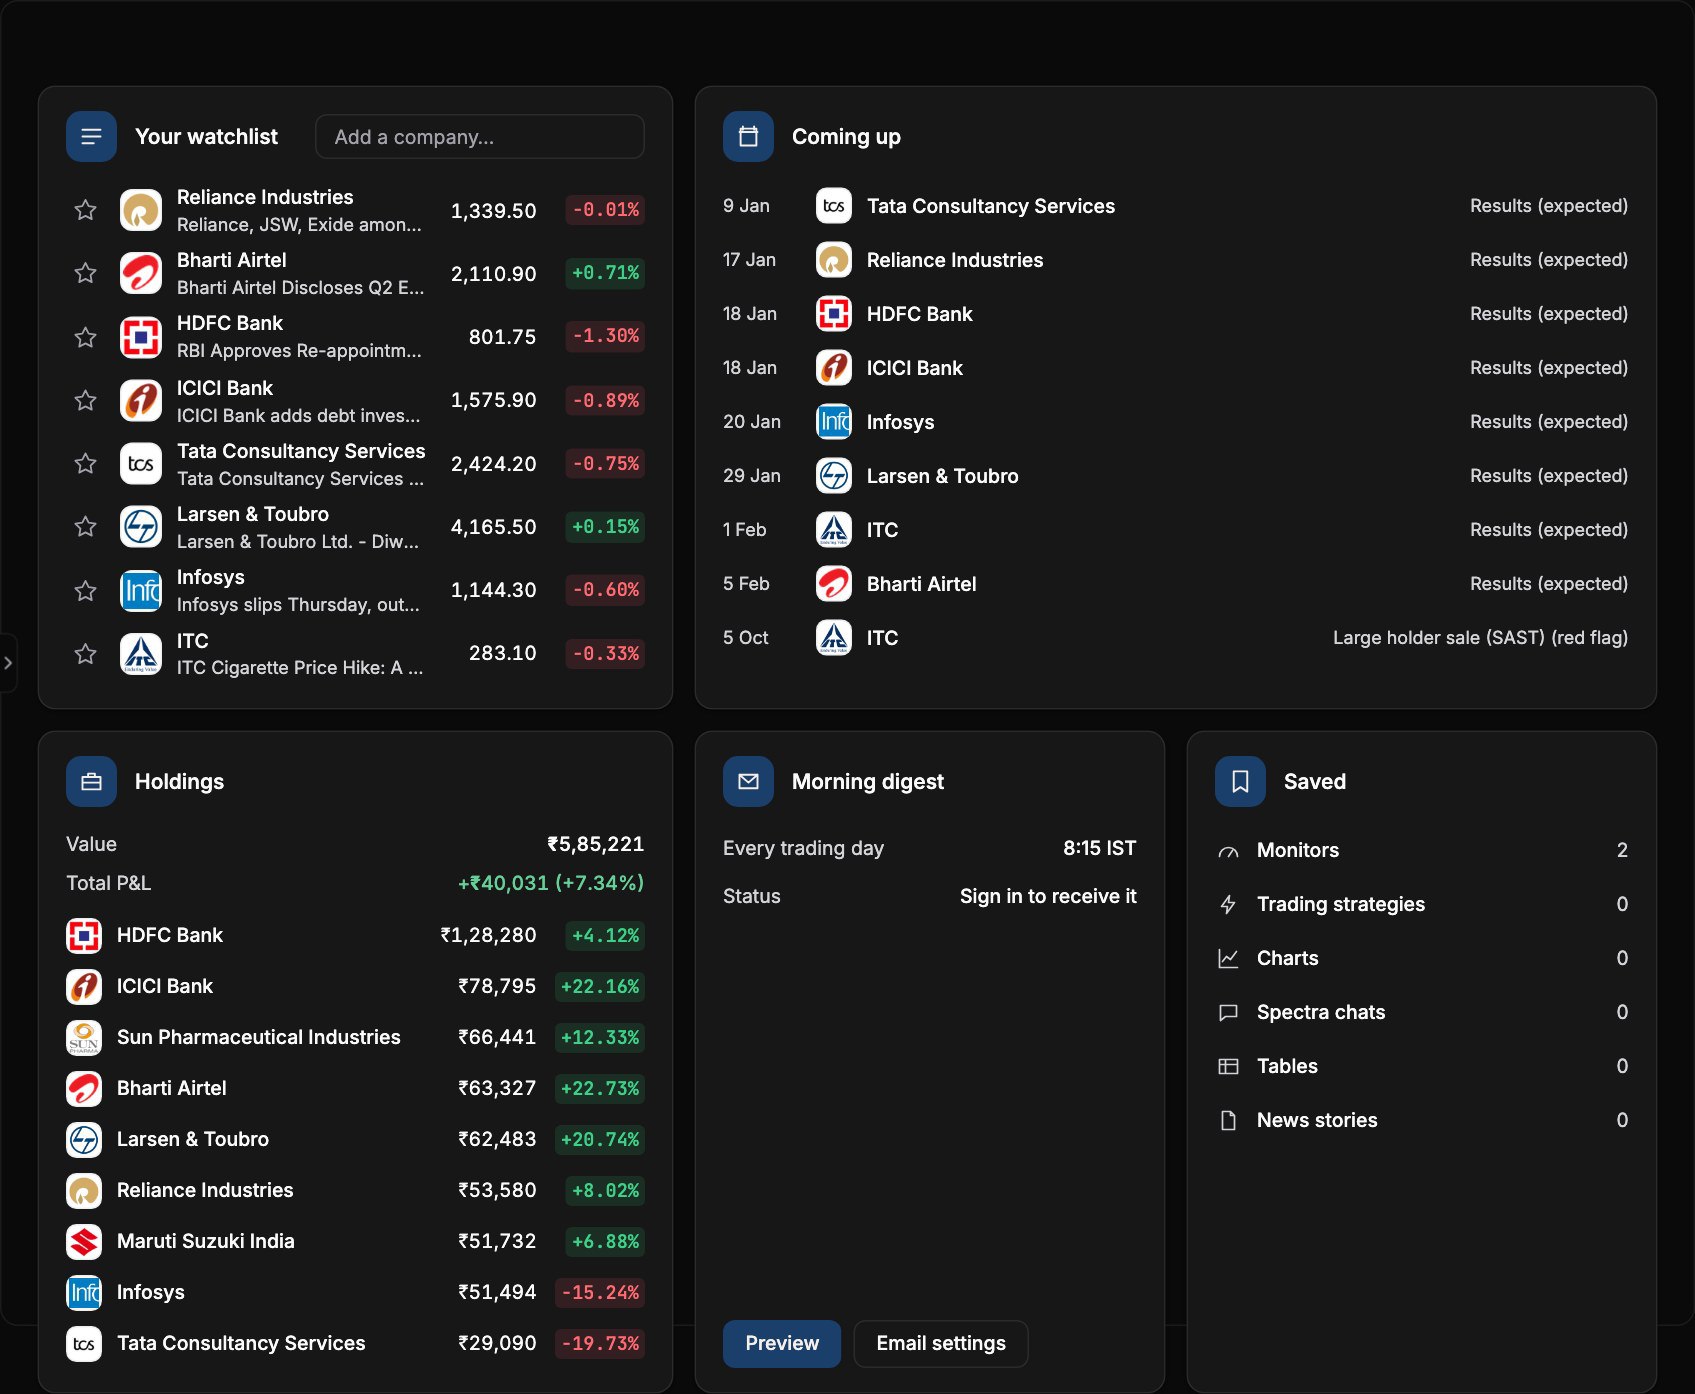 Your watchlist
Add a company...
Reliance Industries 1,339.50 -0.01%
Reliance, JSW, Exide amon...
Bharti Airtel 2,110.90 +0.71%
Bharti Airtel Discloses Q2 E...
HDFC Bank 801.75 -1.30%
RBI Approves Re-appointm...
ICICI Bank 1,575.90 -0.89%
ICICI Bank adds debt inves...
tcs Tata Consultancy Services 2,424.20 -0.75%
Tata Consultancy Services ...
Larsen & Toubro 4,165.50 +0.15%
Larsen & Toubro Ltd. - Diw...
Infosys 1,144.30 -0.60%
Infosys slips Thursday, out...
ITC 283.10 -0.33%
ITC Cigarette Price Hike: A ...
Coming up
9 Jan tcs Tata Consultancy Services Results (expected)
17 Jan Reliance Industries Results (expected)
18 Jan HDFC Bank Results (expected)
18 Jan ICICI Bank Results (expected)
20 Jan Infosys Results (expected)
29 Jan Larsen & Toubro Results (expected)
1 Feb ITC Results (expected)
5 Feb Bharti Airtel Results (expected)
5 Oct ITC Large holder sale (SAST) (red flag)
Holdings
Value ₹5,85,221
Total P&L +₹40,031 (+7.34%)
HDFC Bank ₹1,28,280 +4.12%
ICICI Bank ₹78,795 +22.16%
SUN Sun Pharmaceutical Industries ₹66,441 +12.33%
Bharti Airtel ₹63,327 +22.73%
Larsen & Toubro ₹62,483 +20.74%
Reliance Industries ₹53,580 +8.02%
Maruti Suzuki India ₹51,732 +6.88%
Infosys ₹51,494 -15.24%
tcs Tata Consultancy Services ₹29,090 -19.73%
Morning digest
Every trading day 8:15 IST
Status Sign in to receive it
Preview
Email settings
Saved
Monitors 2
Trading strategies 0
Charts 0
Spectra chats 0
Tables 0
News stories 0